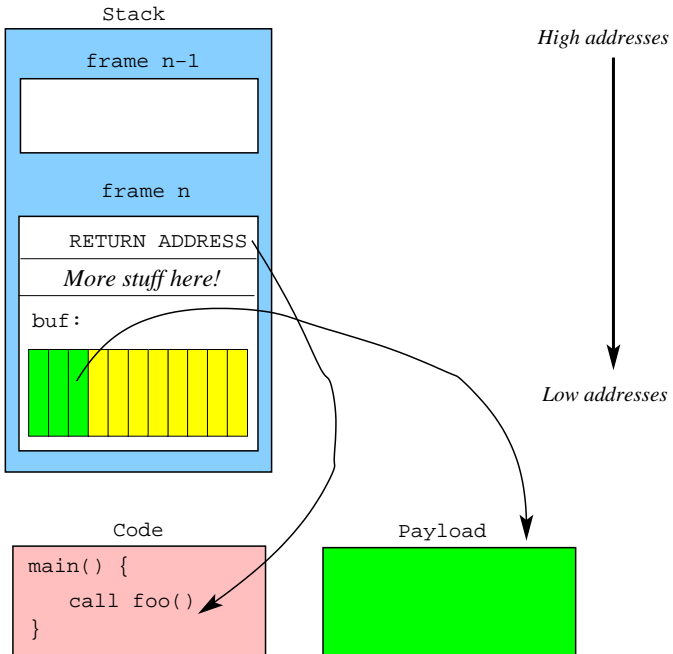 Stack
High addresses
frame n−1
frame n
RETURN ADDRESS
More stuff here!
buf:
Low addresses
Code
Payload
main() {
call foo()
}